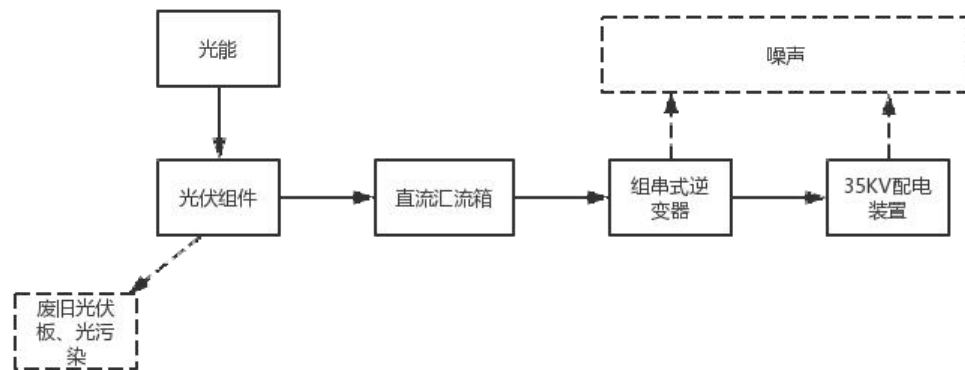 光能
噪声
光伏组件
直流汇流箱
组串式逆
变器
35KV配电
装置
废旧光伏
板、光污
染